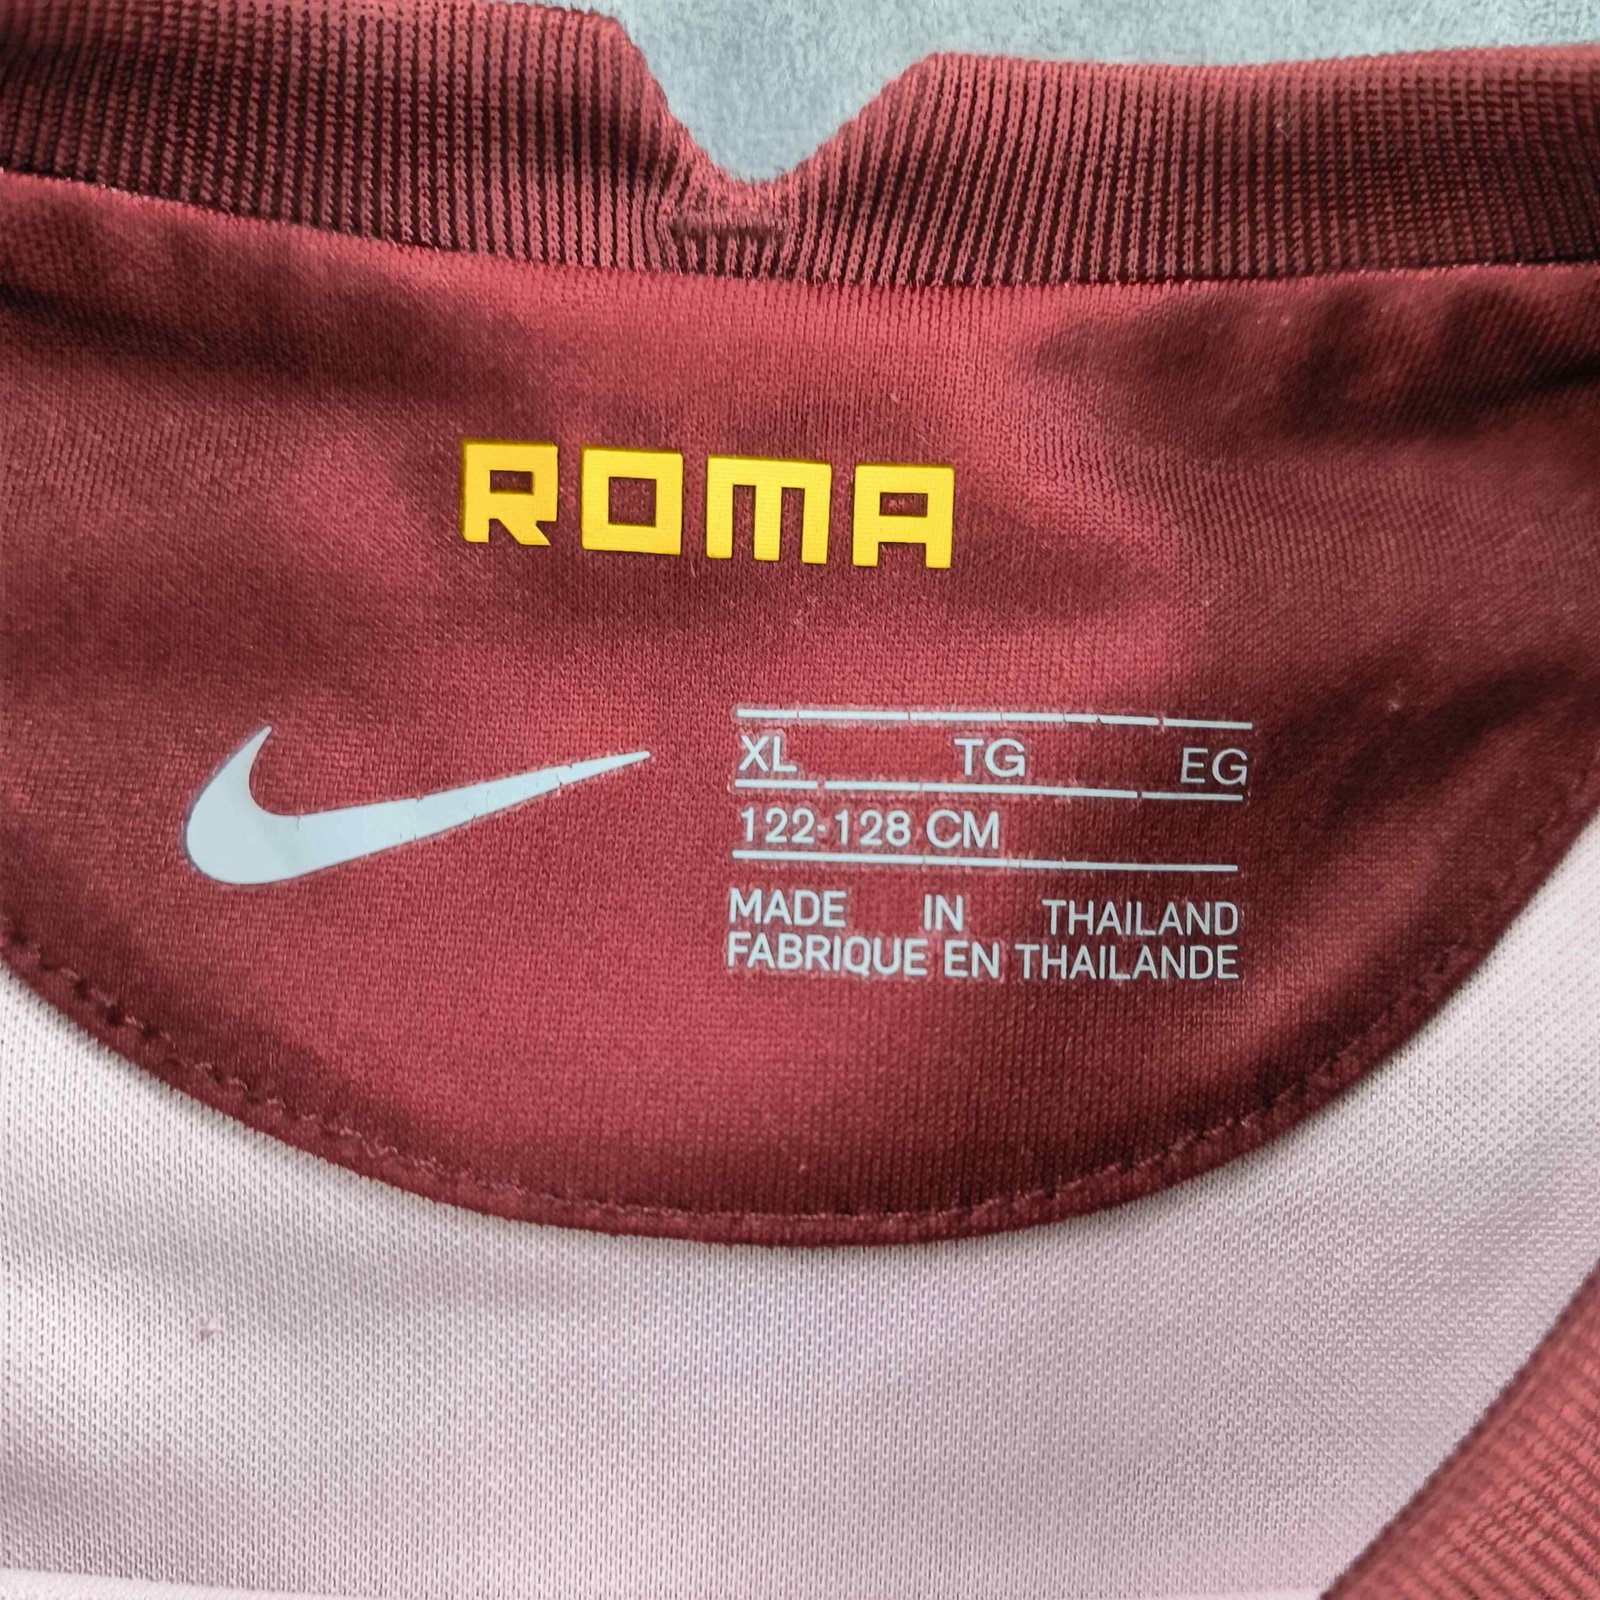 ROMA
XL TG EG
122-128 CM
MADE IN THAILAND
FABRIQUE EN THAILANDE